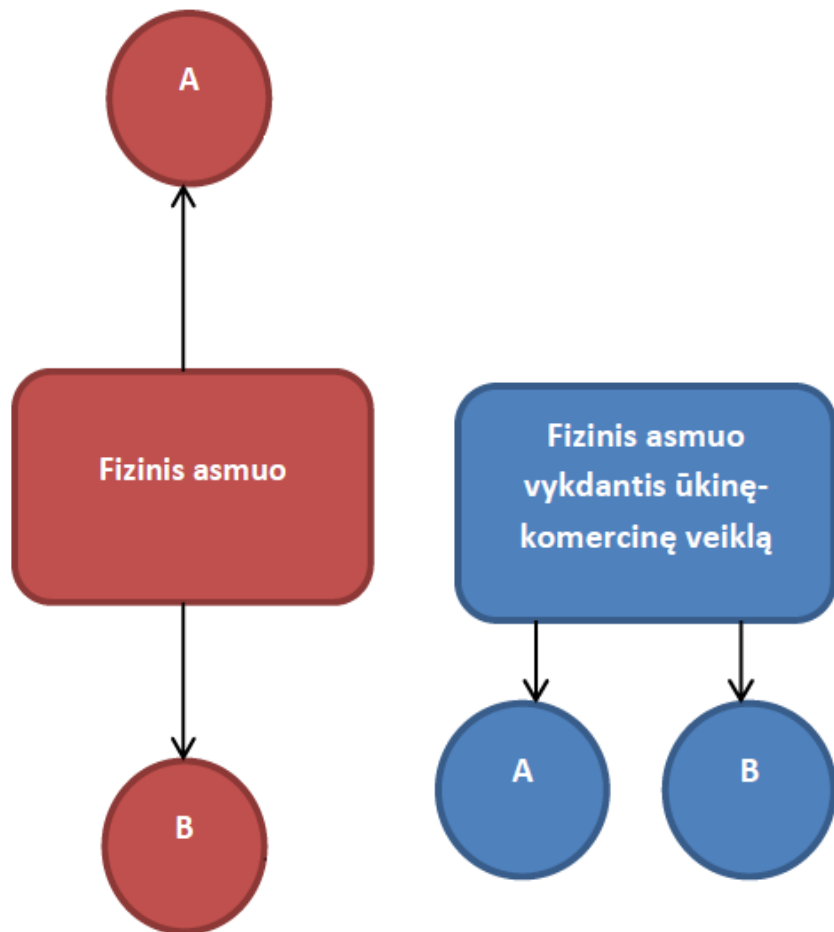 A
Fizinis asmuo
B
Fizinis asmuo
vykdantis ūkinę-
komercinę veiklą
A
B